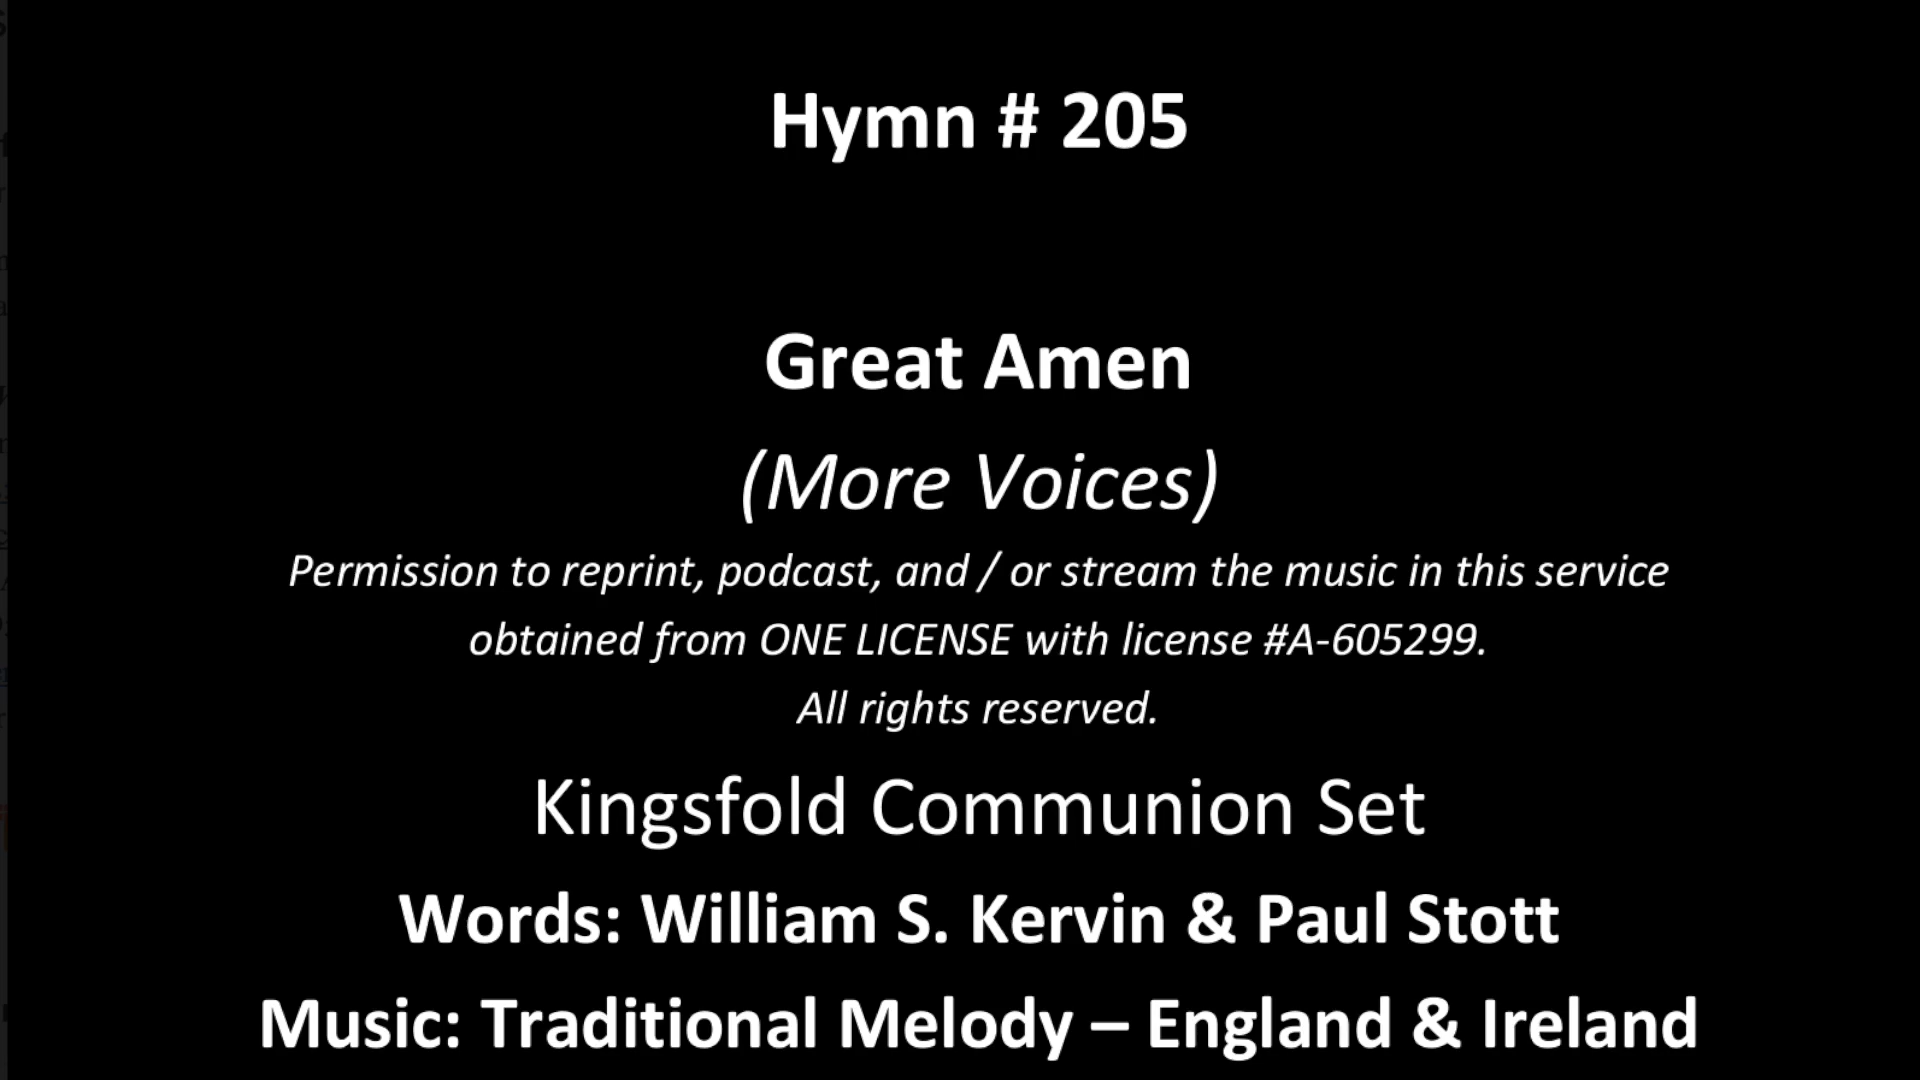 Hymn # 205
Great Amen
(More Voices)
Permission to reprint, podcast, and / or stream the music in this service
obtained from ONE LICENSE with license #A-605299.
All rights reserved.
Kingsfold Communion Set
Words: William S. Kervin & Paul Stott
Music: Traditional Melody – England & Ireland